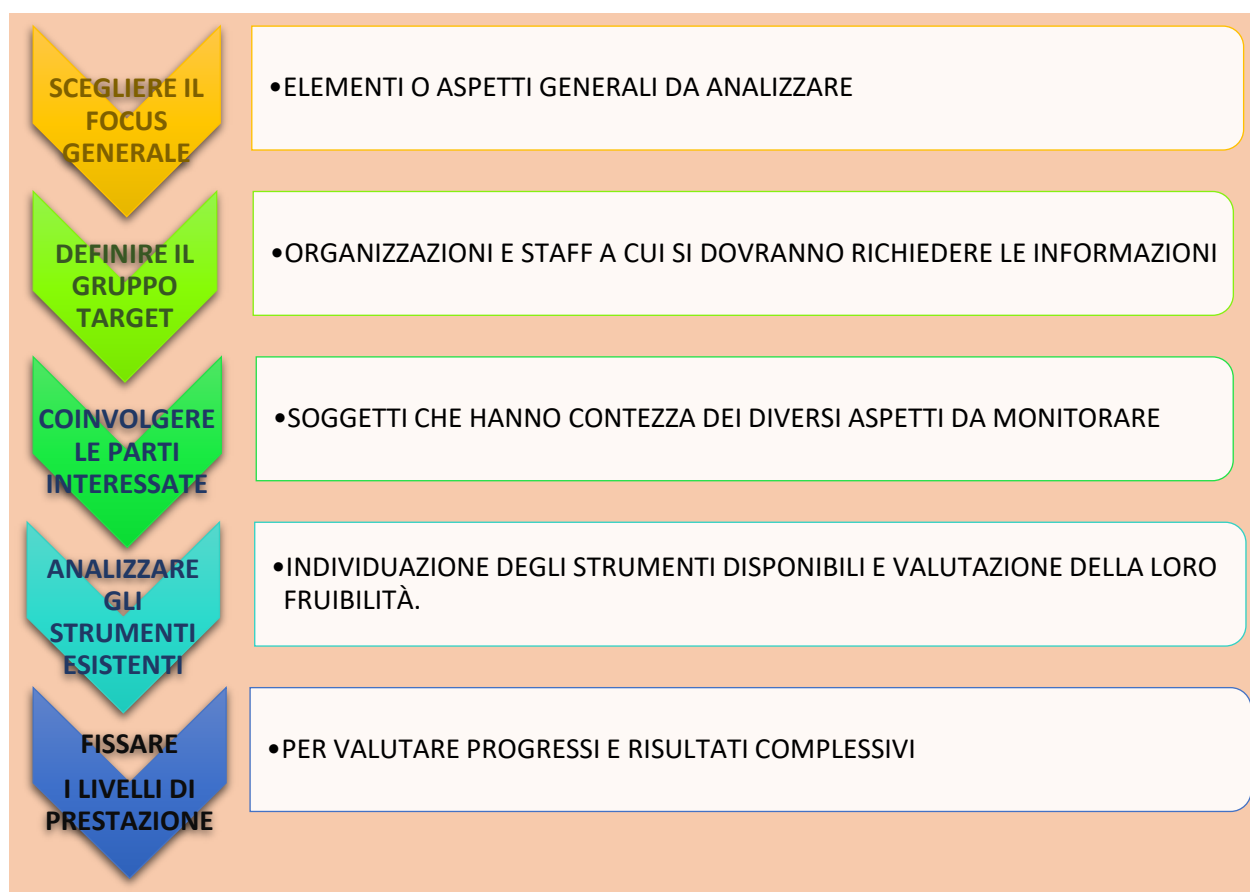 SCEGLIERE IL
FOCUS
GENERALE
•ELEMENTI O ASPETTI GENERALI DA ANALIZZARE
DEFINIRE IL
GRUPPO
TARGET
•ORGANIZZAZIONI E STAFF A CUI SI DOVRANNO RICHIEDERE LE INFORMAZIONI
COINVOLGERE
LE PARTI
INTERESSATE
•SOGGETTI CHE HANNO CONTEZZA DEI DIVERSI ASPETTI DA MONITORARE
ANALIZZARE
GLI
STRUMENTI
ESISTENTI
•INDIVIDUAZIONE DEGLI STRUMENTI DISPONIBILI E VALUTAZIONE DELLA LORO
FRUIBILITÀ.
FISSARE
I LIVELLI DI
PRESTAZIONE
•PER VALUTARE PROGRESSI E RISULTATI COMPLESSIVI